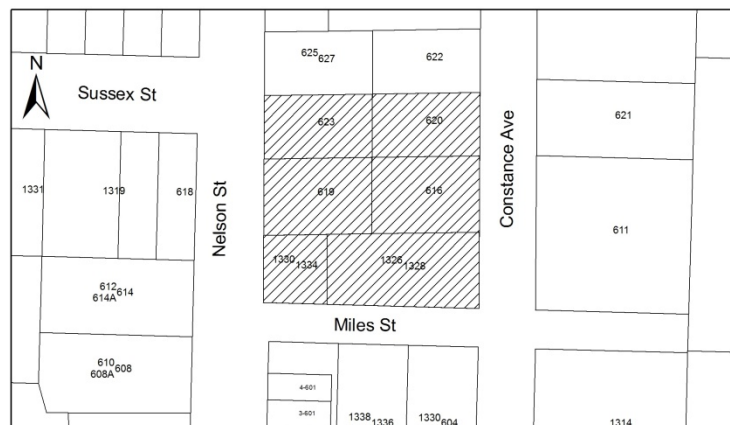 625 627
622
N
Sussex St
623
620
621
Constance Ave
1331
1319
618
Nelson St
619
616
611
1330 1334
1326 1328
612 614
614A
Miles St
610 608
608A
4-601
3-601
1338 1336
1330 604
1314